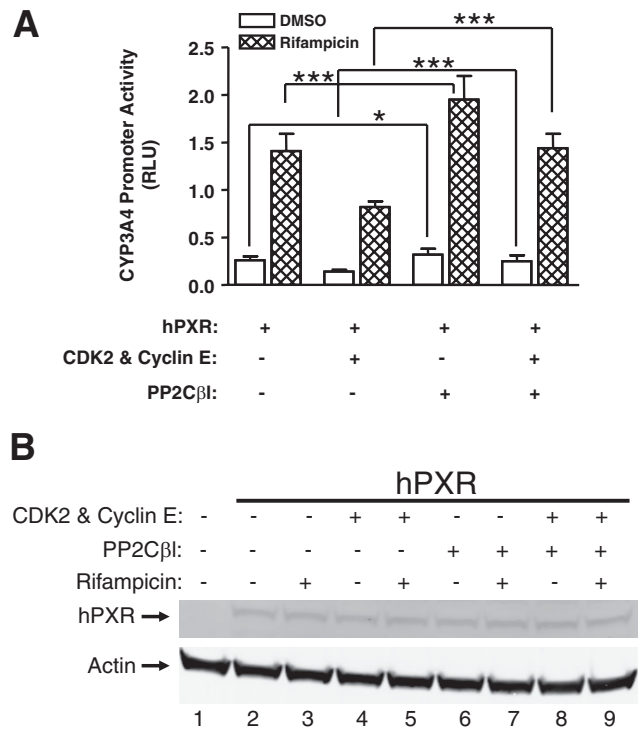 A
DMSO
Rifampicin
***
***
***
*
CYP3A4 Promoter Activity
(RLU)
2.5
2.0
1.5
1.0
0.5
0.0
hPXR: + + + +
CDK2 & Cyclin E: - + - +
PP2CβI: - - + +
B
hPXR
CDK2 & Cyclin E: - - - + + - - + +
PP2CβI: - - - - - + + + +
Rifampicin: - - + - + - + - +
hPXR
Actin
1 2 3 4 5 6 7 8 9